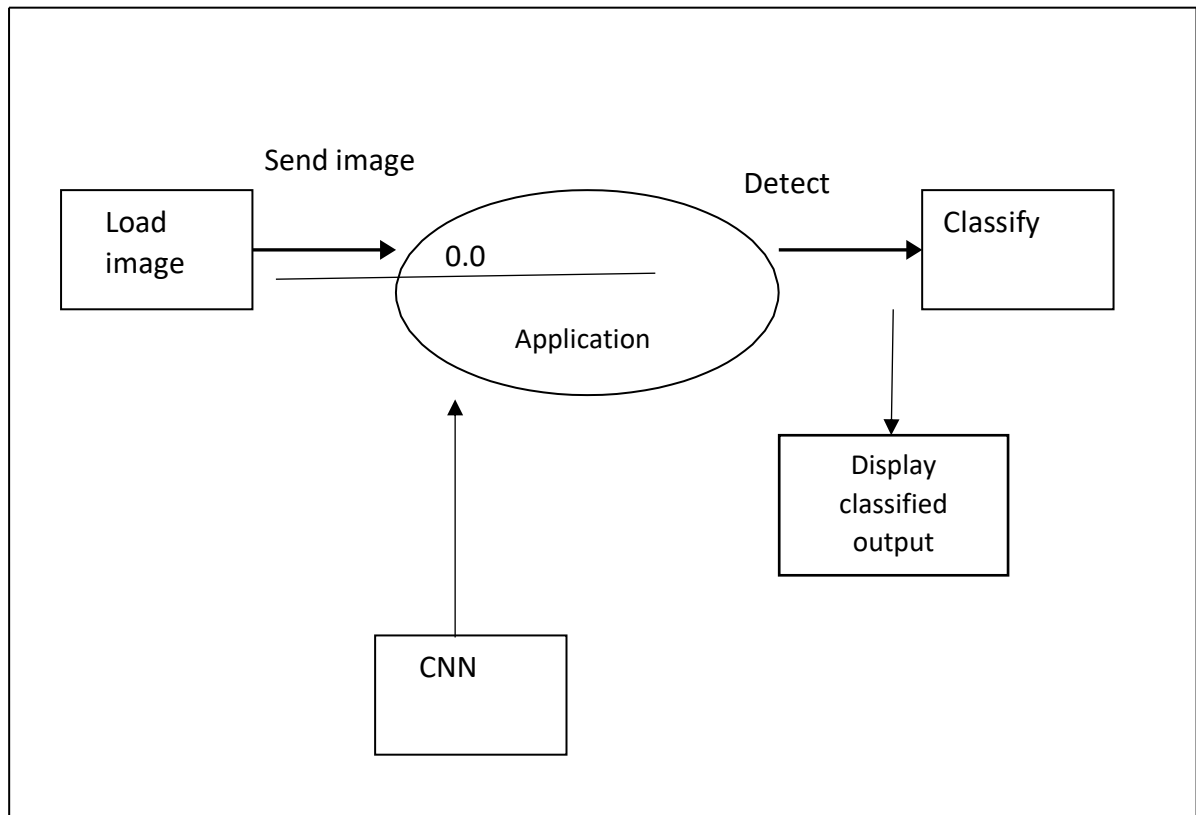 Send image
Detect
Load
image
0.0
Application
Classify
Display
classified
output
CNN